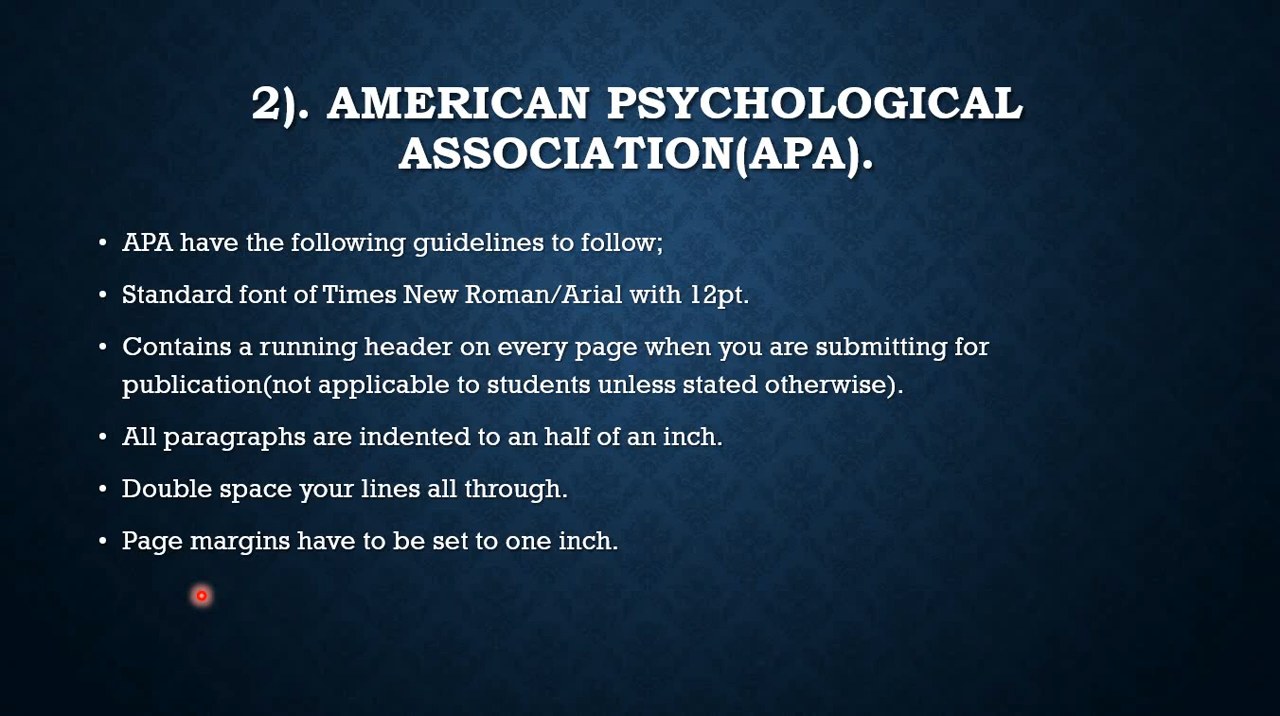 2). AMERICAN PSYCHOLOGICAL
ASSOCIATION(APA).
• APA have the following guidelines to follow;
• Standard font of Times New Roman/Arial with 12pt.
• Contains a running header on every page when you are submitting for
publication(not applicable to students unless stated otherwise).
• All paragraphs are indented to an half of an inch.
• Double space your lines all through.
• Page margins have to be set to one inch.